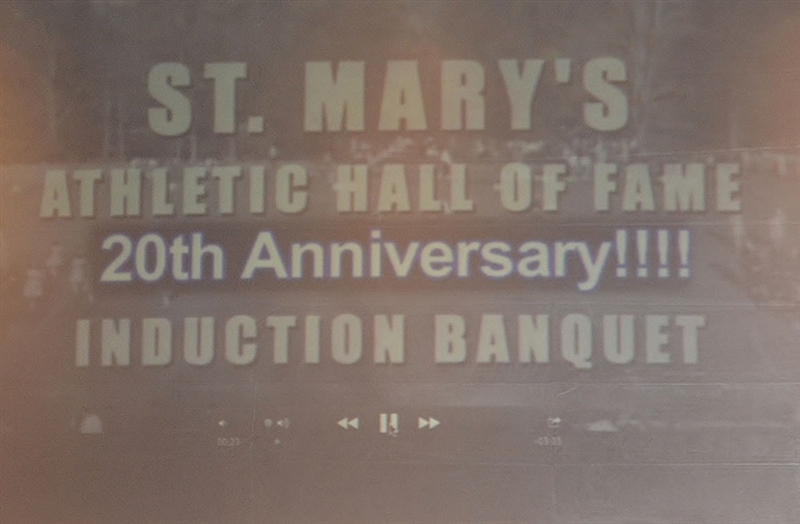 ST. MARY'S
ATHLETIC HALL OF FAME
20th Anniversary!!!!
INDUCTION BANQUET